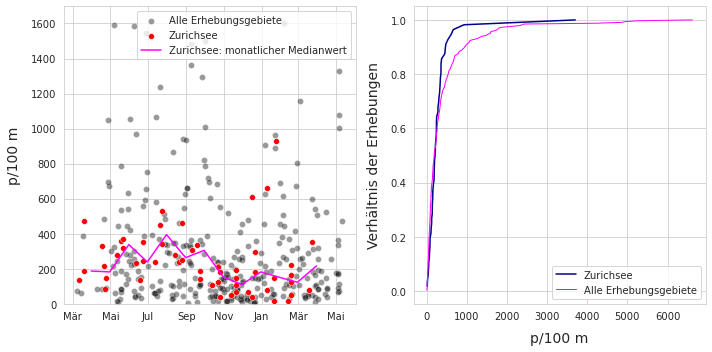 p/100 m
1600
1400
1200
1000
800
600
400
200
0
Mär
Mai
Jul
Sep
Nov
Jan
Mär
Mai
Alle Erhebungsgebiete
Zurichsee
Zurichsee: monatlicher Medianwert
Verhältnis der Erhebungen
1.0
0.8
0.6
0.4
0.2
0.0
0
1000
2000
3000
4000
5000
6000
p/100 m
Zurichsee
Alle Erhebungsgebiete